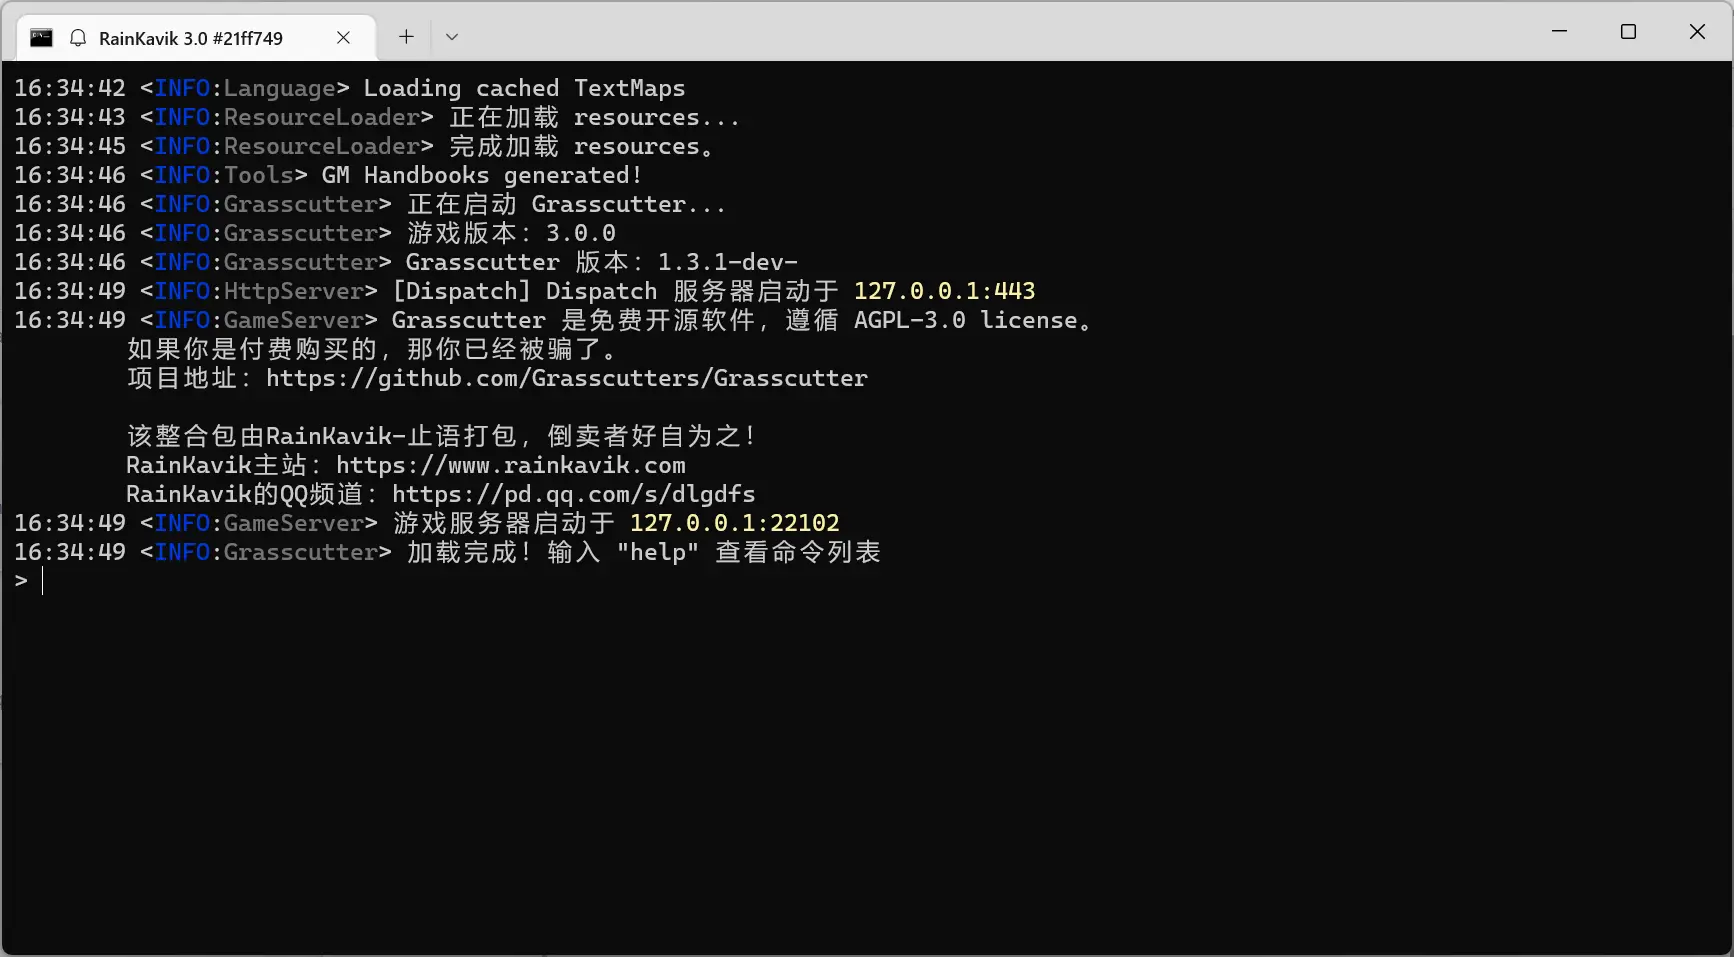 RainKavik 3.0 #21ff749
16:34:42 <INFO:Language> Loading cached TextMaps
16:34:43 <INFO:ResourceLoader> 正在加载 resources...
16:34:45 <INFO:ResourceLoader> 完成加载 resources。
16:34:46 <INFO:Tools> GM Handbooks generated!
16:34:46 <INFO:Grasscutter> 正在启动 Grasscutter...
16:34:46 <INFO:Grasscutter> 游戏版本：3.0.0
16:34:46 <INFO:Grasscutter> Grasscutter 版本：1.3.1-dev-
16:34:49 <INFO:HttpServer> [Dispatch] Dispatch 服务器启动于 127.0.0.1:443
16:34:49 <INFO:GameServer> Grasscutter 是免费开源软件，遵循 AGPL-3.0 license。
如果你是付费购买的，那你已经被骗了。
项目地址：https://github.com/Grasscutters/Grasscutter
该整合包由RainKavik-止语打包，倒卖者好自为之！
RainKavik主站：https://www.rainkavik.com
RainKavik的QQ频道：https://pd.qq.com/s/dlgdfs
16:34:49 <INFO:GameServer> 游戏服务器启动于 127.0.0.1:22102
16:34:49 <INFO:Grasscutter> 加载完成！输入 "help" 查看命令列表
>